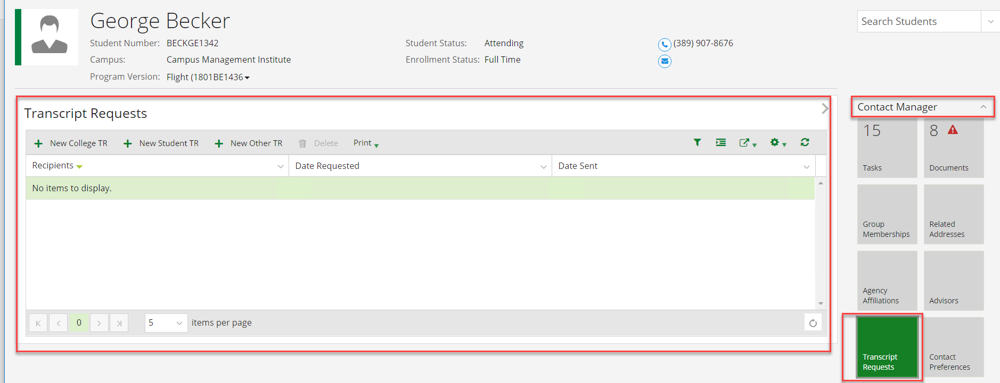 George Becker
Search Students
Student Number: BECKGE1342
Student Status: Attending
(389) 907-8676
Campus: Campus Management Institute
Enrollment Status: Full Time
Program Version: Flight (1801BE1436
Transcript Requests
New College TR New Student TR New Other TR Delete Print
Recipients Date Requested Date Sent
No items to display.
0 5 items per page
Contact Manager
15
Tasks
8
Documents
Group
Memberships
Related
Addresses
Agency
Affiliations
Advisors
Transcript
Requests
Contact
Preferences